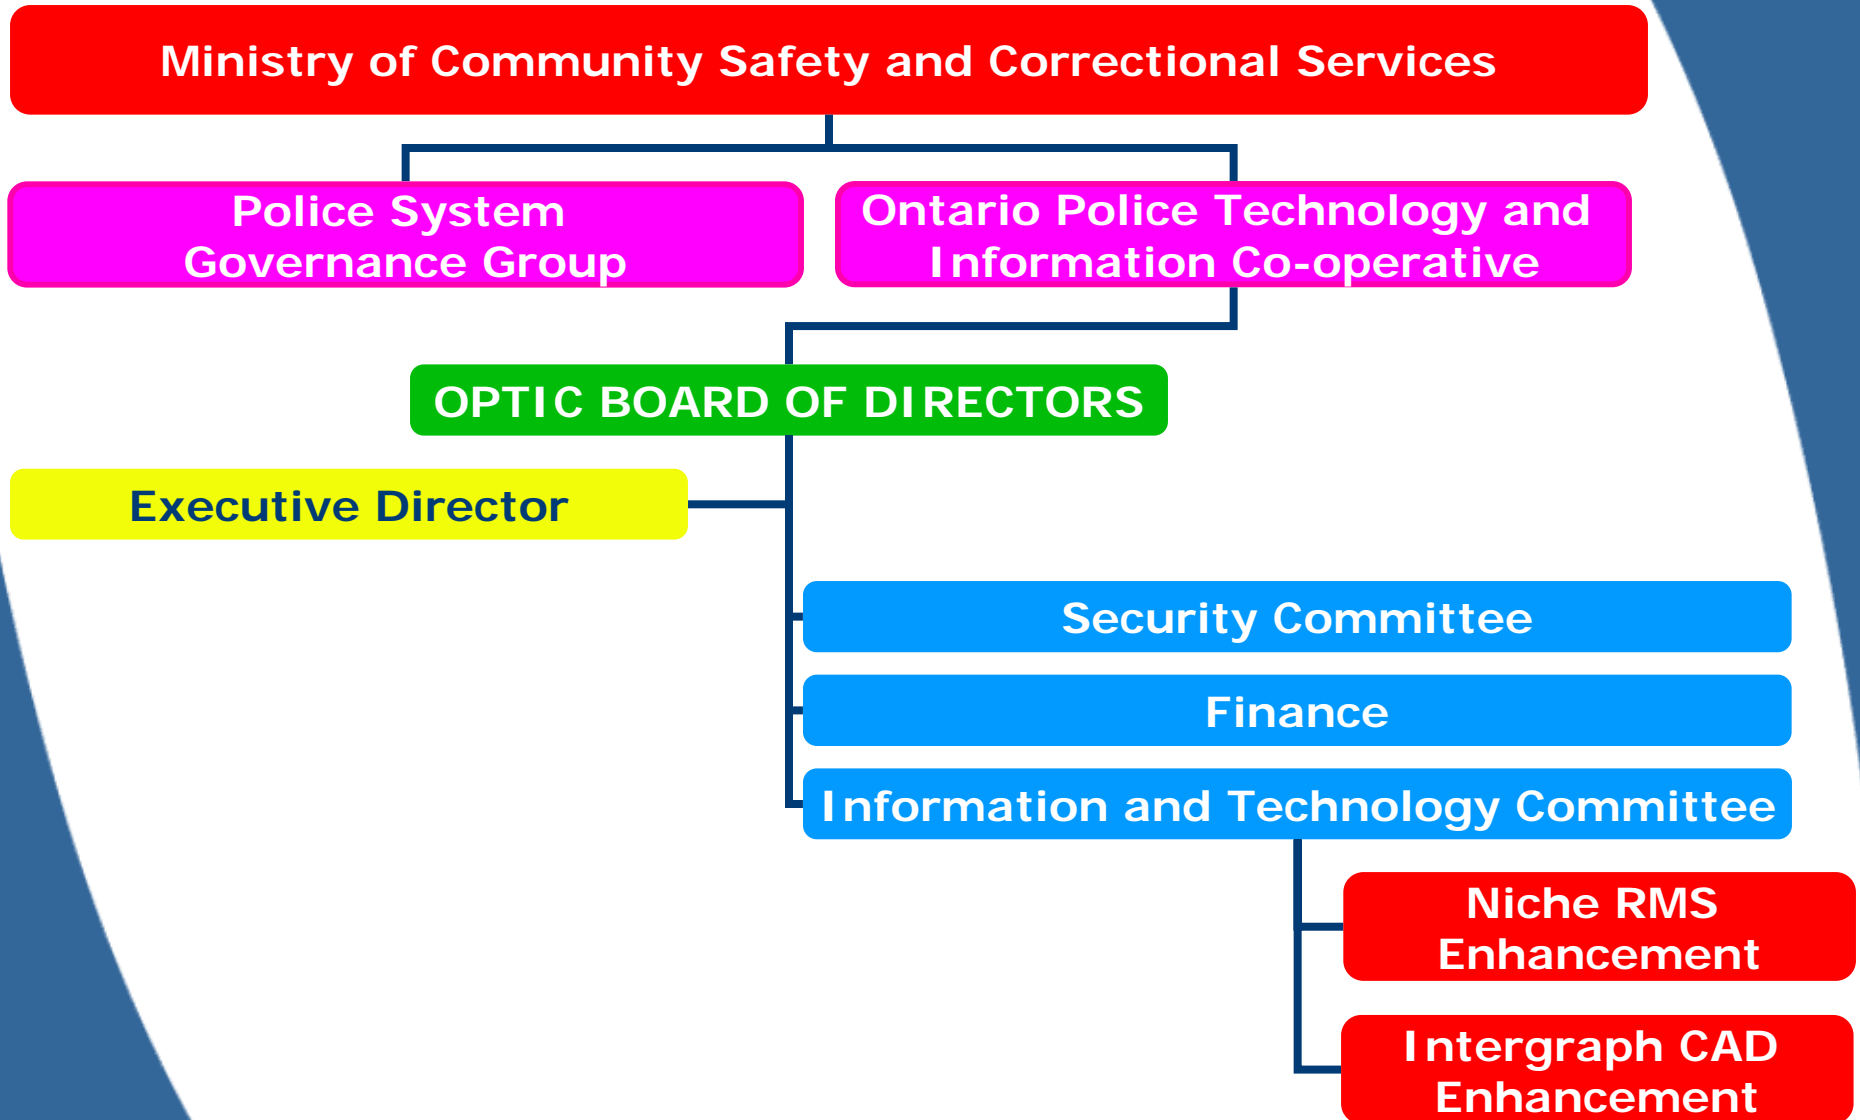 Ministry of Community Safety and Correctional Services
Police System
Governance Group
Ontario Police Technology and
Information Co-operative
OPTIC BOARD OF DIRECTORS
Executive Director
Security Committee
Finance
Information and Technology Committee
Niche RMS
Enhancement
Intergraph CAD
Enhancement